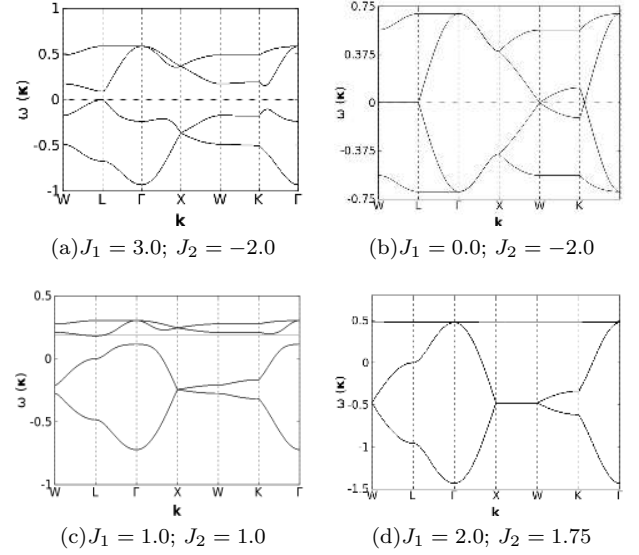 1
0.5
0
-0.5
-1
ω (κ)
W L Γ X W K Γ
k
(a)J₁ = 3.0; J₂ = −2.0
0.75
0.375
0
-0.375
-0.75
ω (κ)
W L Γ X W K Γ
k
(b)J₁ = 0.0; J₂ = −2.0
0.5
0
-0.5
-1
ω (κ)
W L Γ X W K Γ
k
(c)J₁ = 1.0; J₂ = 1.0
0.5
0
-0.5
-1
-1.5
ω (κ)
W L Γ X W K Γ
k
(d)J₁ = 2.0; J₂ = 1.75